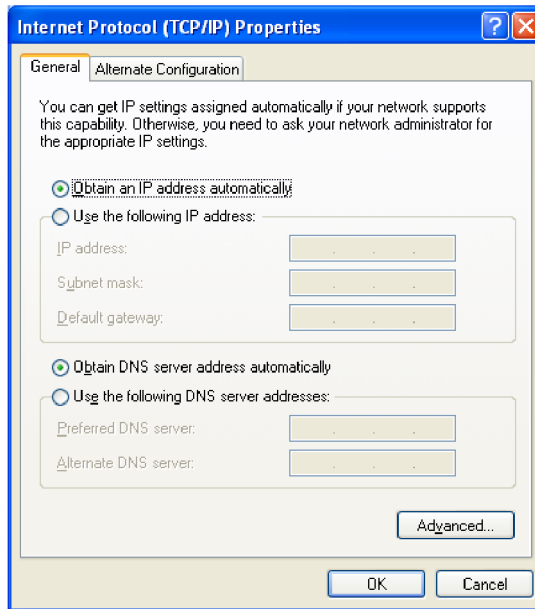 Internet Protocol (TCP/IP) Properties
General
Alternate Configuration
You can get IP settings assigned automatically if your network supports
this capability. Otherwise, you need to ask your network administrator for
the appropriate IP settings.
Obtain an IP address automatically
Use the following IP address:
IP address:
Subnet mask:
Default gateway:
Obtain DNS server address automatically
Use the following DNS server addresses:
Preferred DNS server:
Alternate DNS server:
Advanced...
OK
Cancel